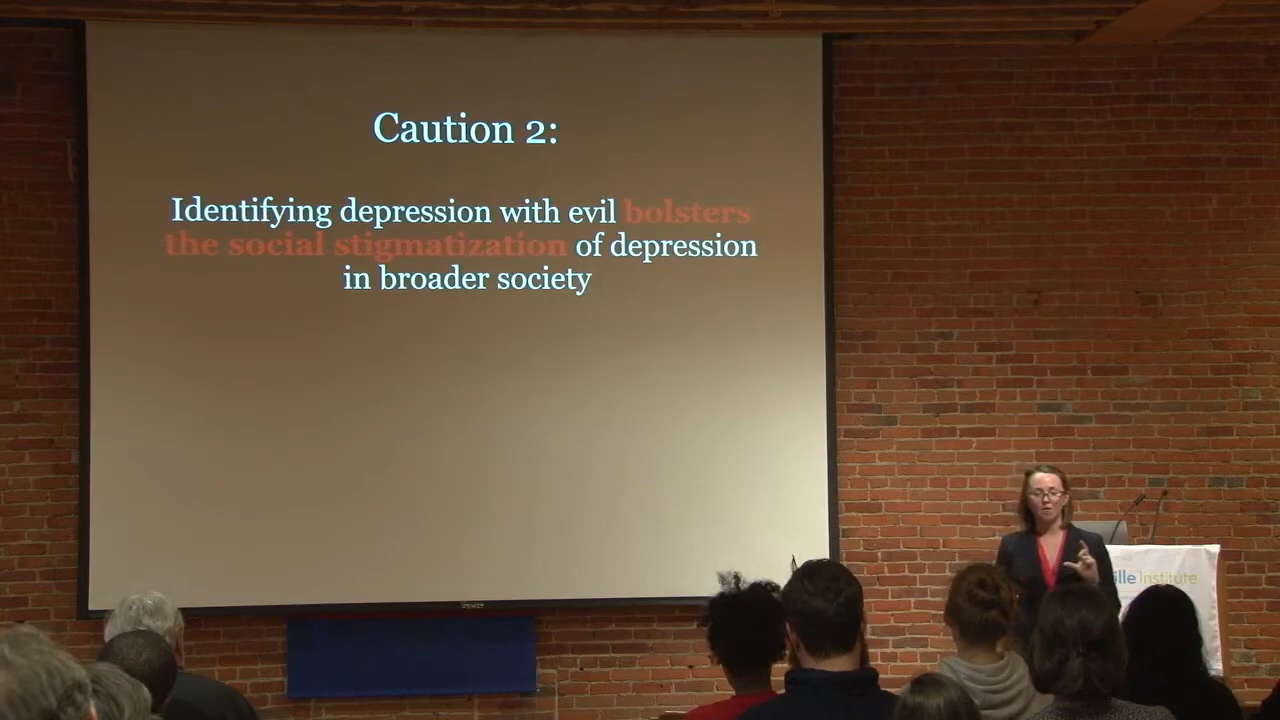 Caution 2:
Identifying depression with evil bolsters
the social stigmatization of depression
in broader society
ille Institute